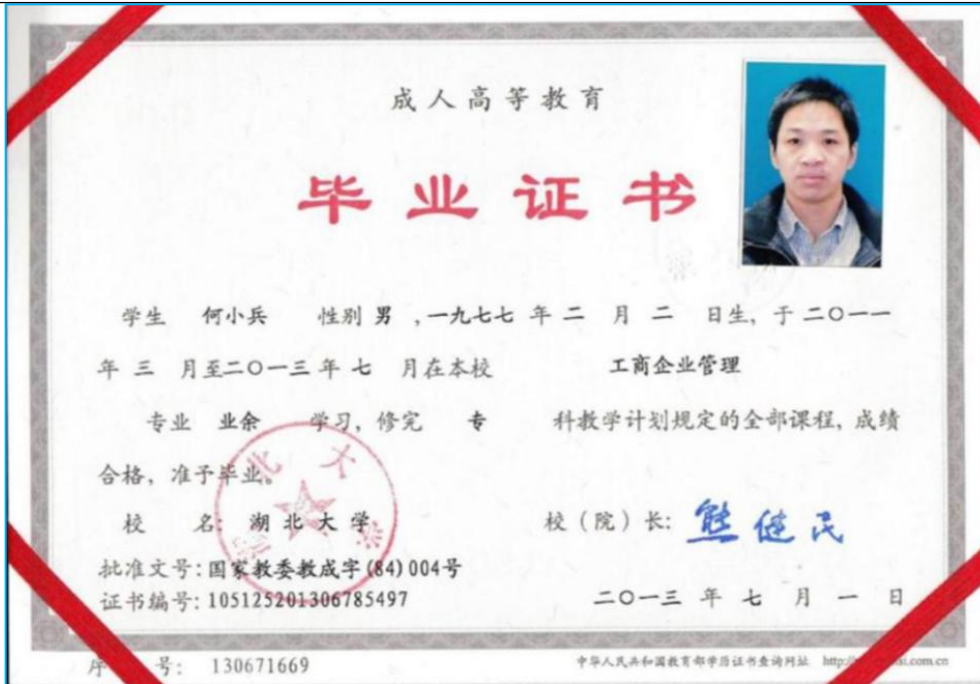 成人高等教育
毕业证书
学生 何小兵 性别 男 ,一九七七 年 二 月 二 日生, 于 二〇一一
年 三 月至二〇一三 年 七 月在本校 工商企业管理
专业 业余 学习, 修完 专 科教学计划规定的全部课程, 成绩
合格, 准予毕业。
校 名: 湖北大学
校(院)长: 熊健民
批准文号: 国家教委教成字(84)004号
证书编号: 105125201306785497
二〇一三 年 七 月 一 日
序 号: 130671669
中华人民共和国教育部学历证书查询网址 http://
si.com.cn